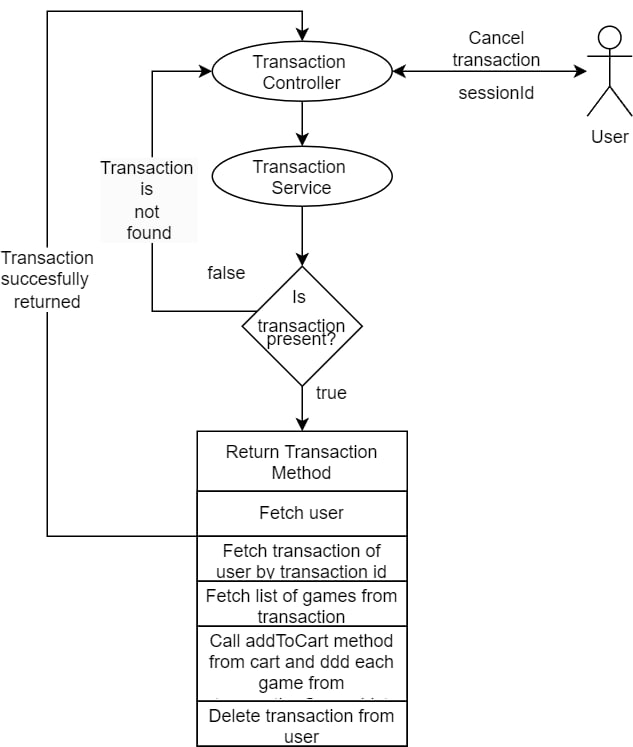 Cancel
transaction
sessionId
User
Transaction
Controller
Transaction
Service
Transaction
is
not
found
Transaction
succesfully
returned
false
Is
transaction
present?
true
Return Transaction
Method
Fetch user
Fetch transaction of
user by transaction id
Fetch list of games from
transaction
Call addToCart method
from cart and ddd each
game from
Delete transaction from
user